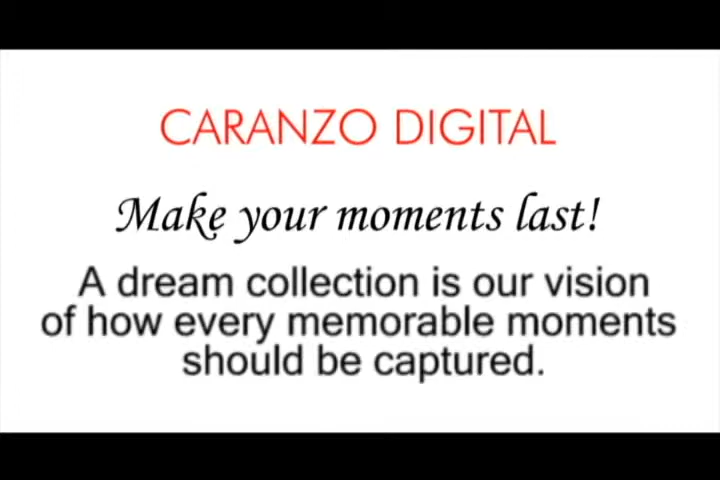 CARANZO DIGITAL
Make your moments last!
A dream collection is our vision
of how every memorable moments
should be captured.